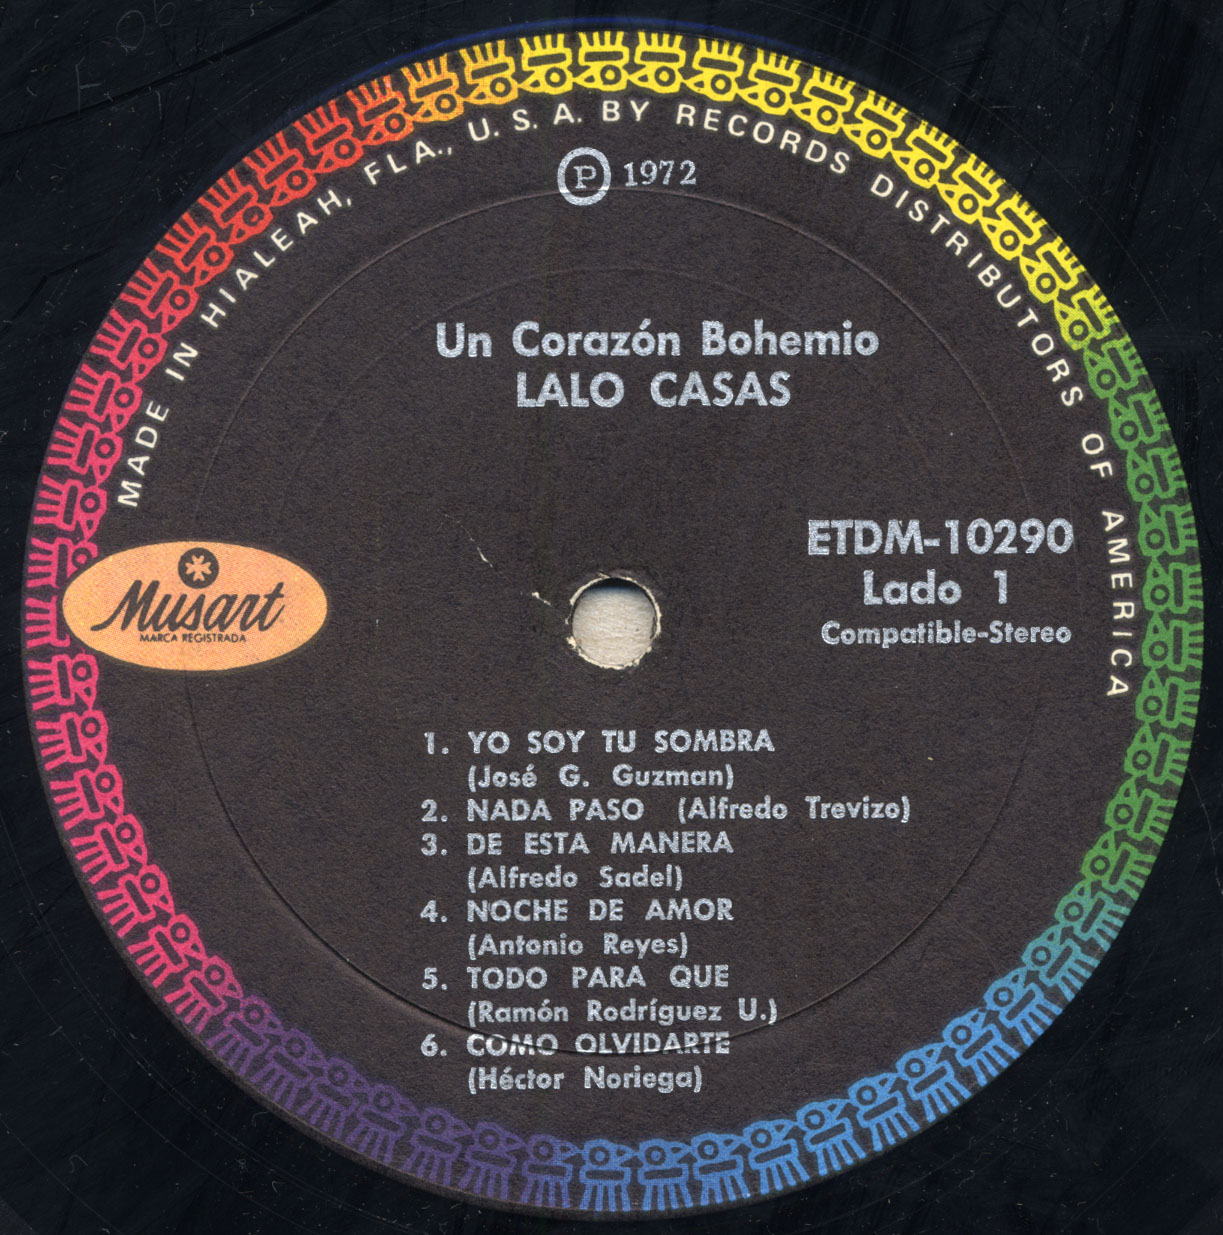 MADE IN HIALEAH, FLA., U. S. A. BY RECORDS DISTRIBUTORS OF AMERICA
Ⓟ 1972
Un Corazón Bohemio
LALO CASAS
ETDM-10290
Lado 1
Compatible-Stereo
Musart
MARCA REGISTRADA
1. YO SOY TU SOMBRA
(José G. Guzman)
2. NADA PASO (Alfredo Trevizo)
3. DE ESTA MANERA
(Alfredo Sadel)
4. NOCHE DE AMOR
(Antonio Reyes)
5. TODO PARA QUE
(Ramón Rodríguez U.)
6. COMO OLVIDARTE
(Héctor Noriega)